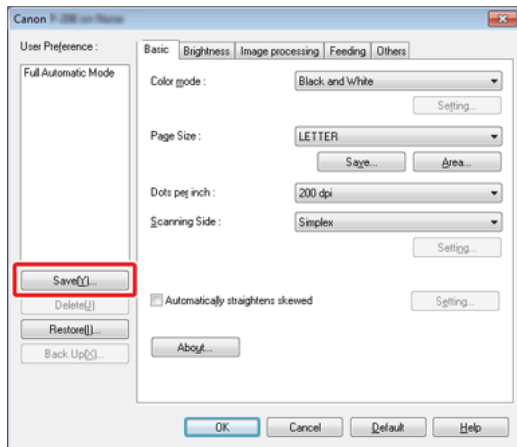 Canon
User Preference :
Full Automatic Mode
Save(Y)...
Delete(J)
Restore(I)...
Back Up(X)...
Basic
Brightness
Image processing
Feeding
Others
Color mode :
Black and White
Setting...
Page Size :
LETTER
Save...
Area...
Dots per inch :
200 dpi
Scanning Side :
Simplex
Setting...
Automatically straightens skewed
Setting...
About...
OK
Cancel
Default
Help